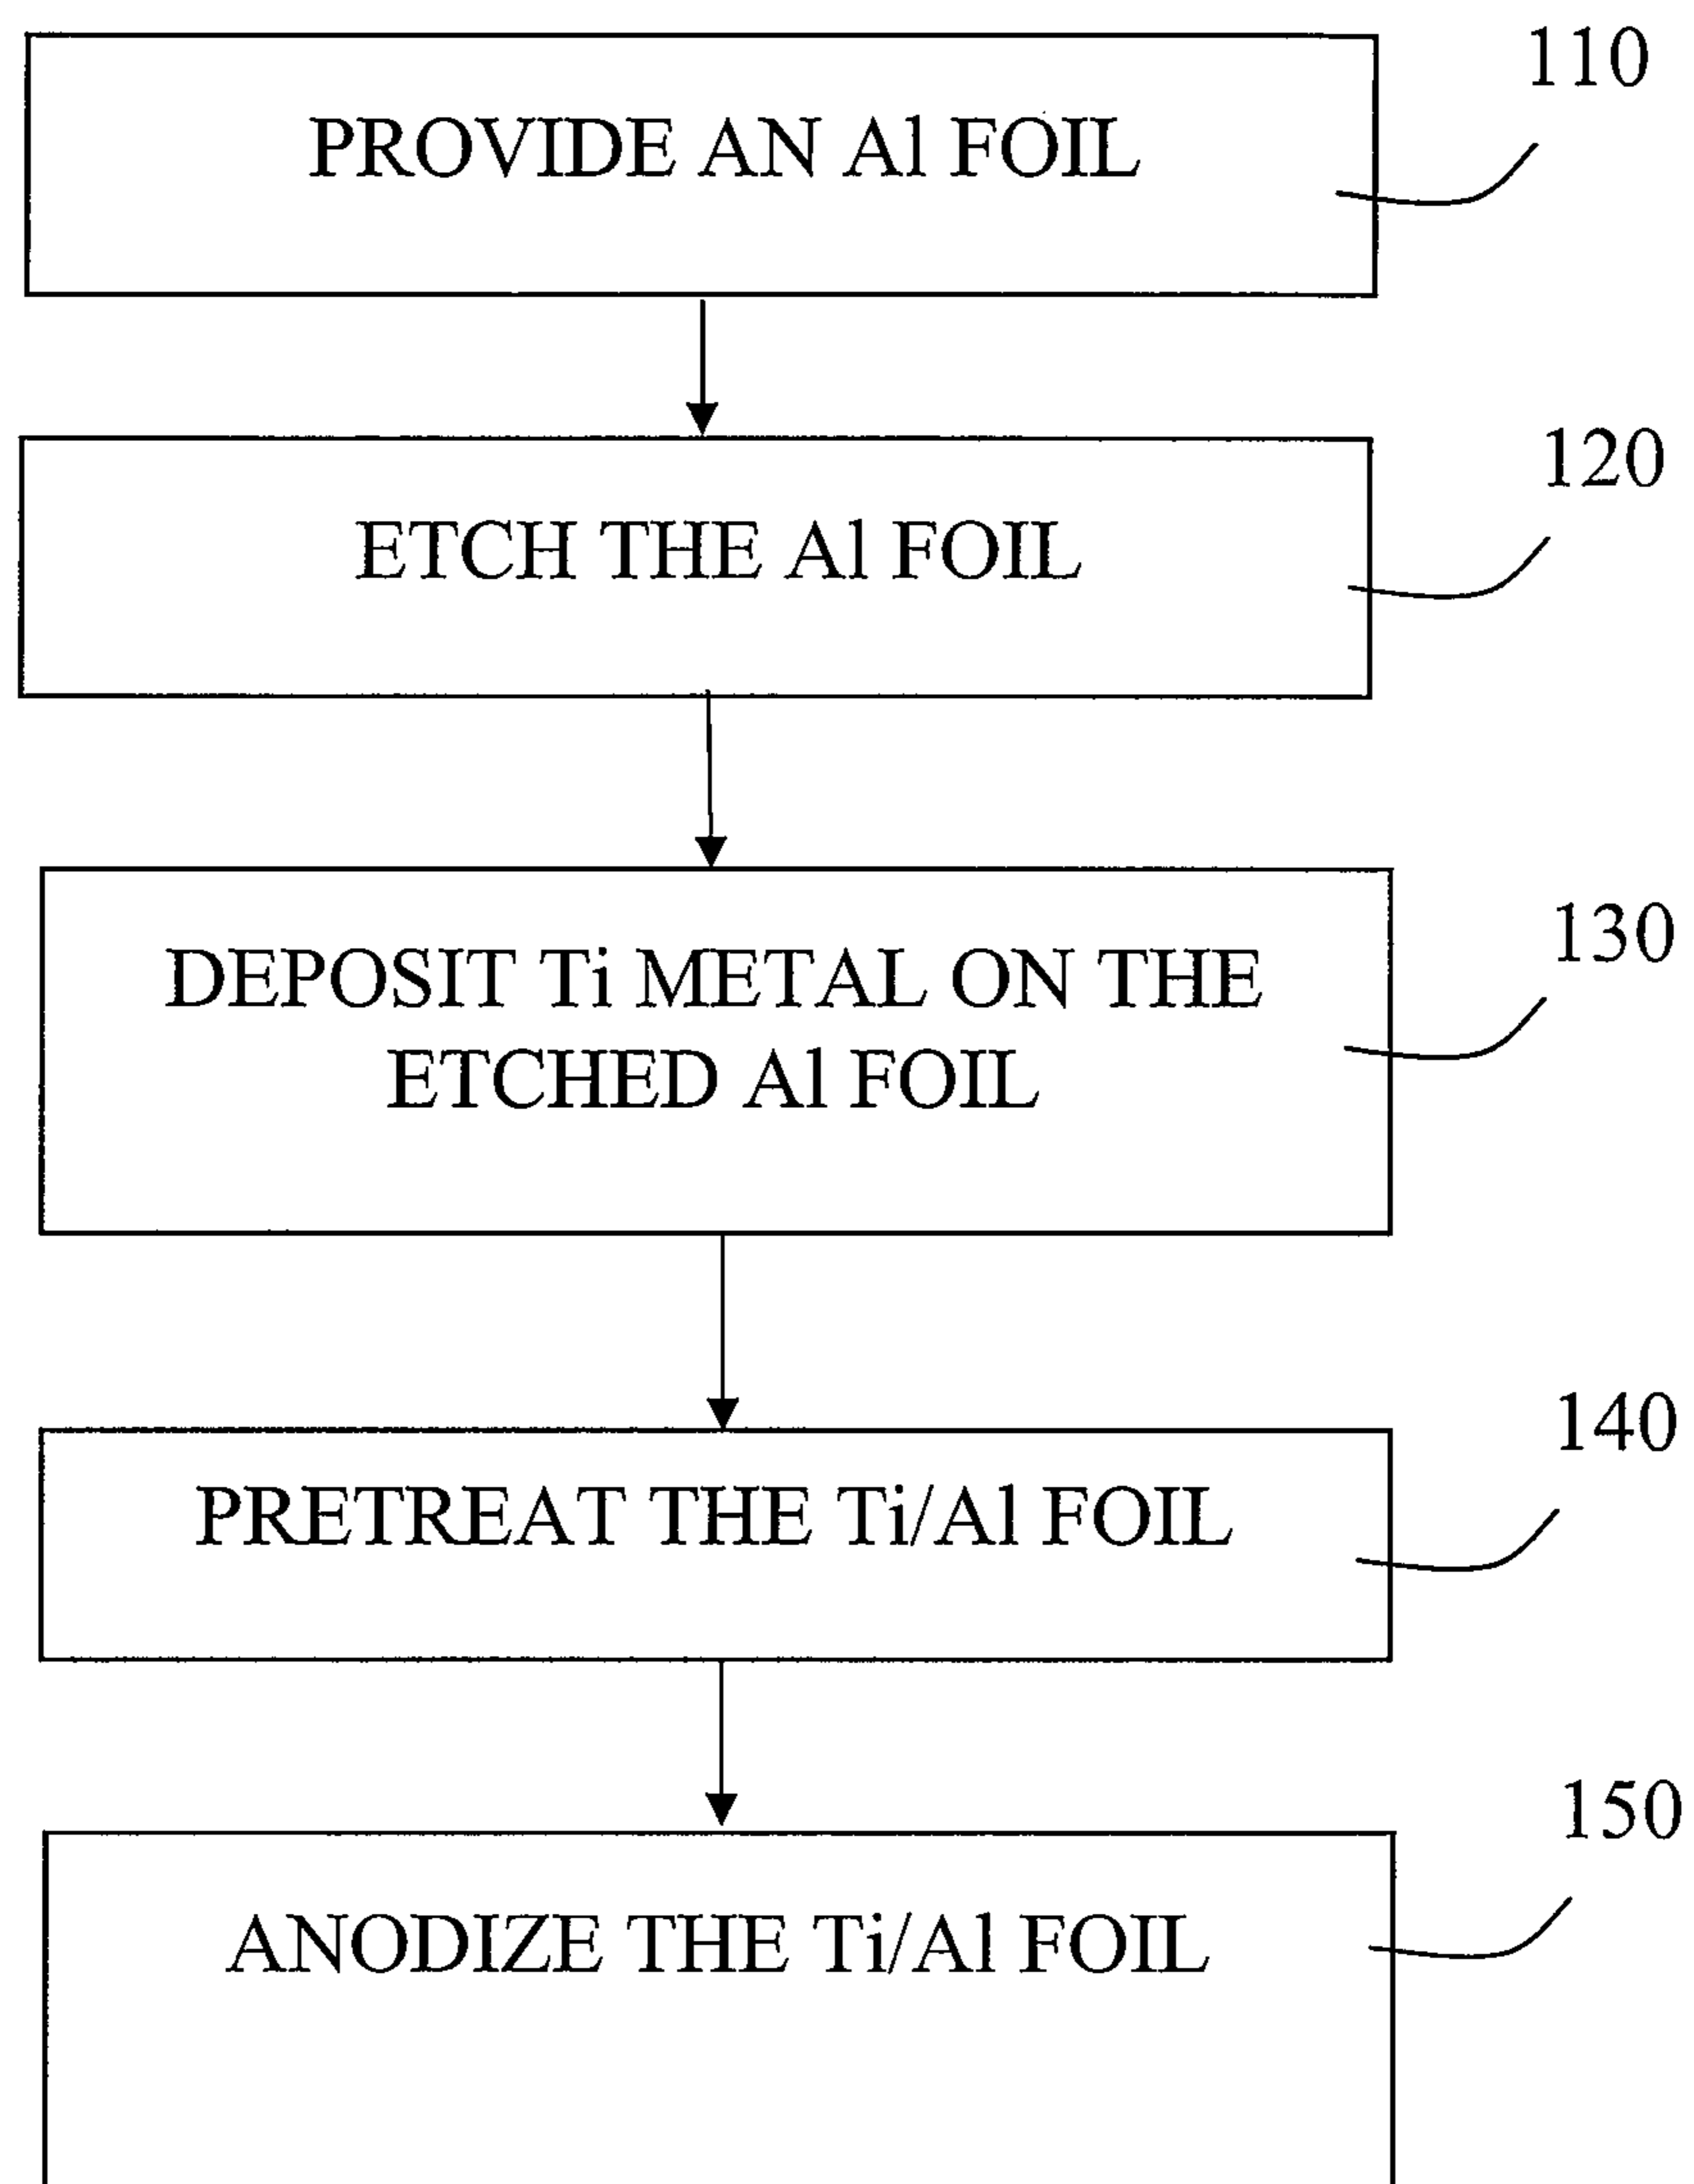 110
PROVIDE AN Al FOIL
120
ETCH THE Al FOIL
130
DEPOSIT Ti METAL ON THE
ETCHED Al FOIL
140
PRETREAT THE Ti/Al FOIL
150
ANODIZE THE Ti/Al FOIL